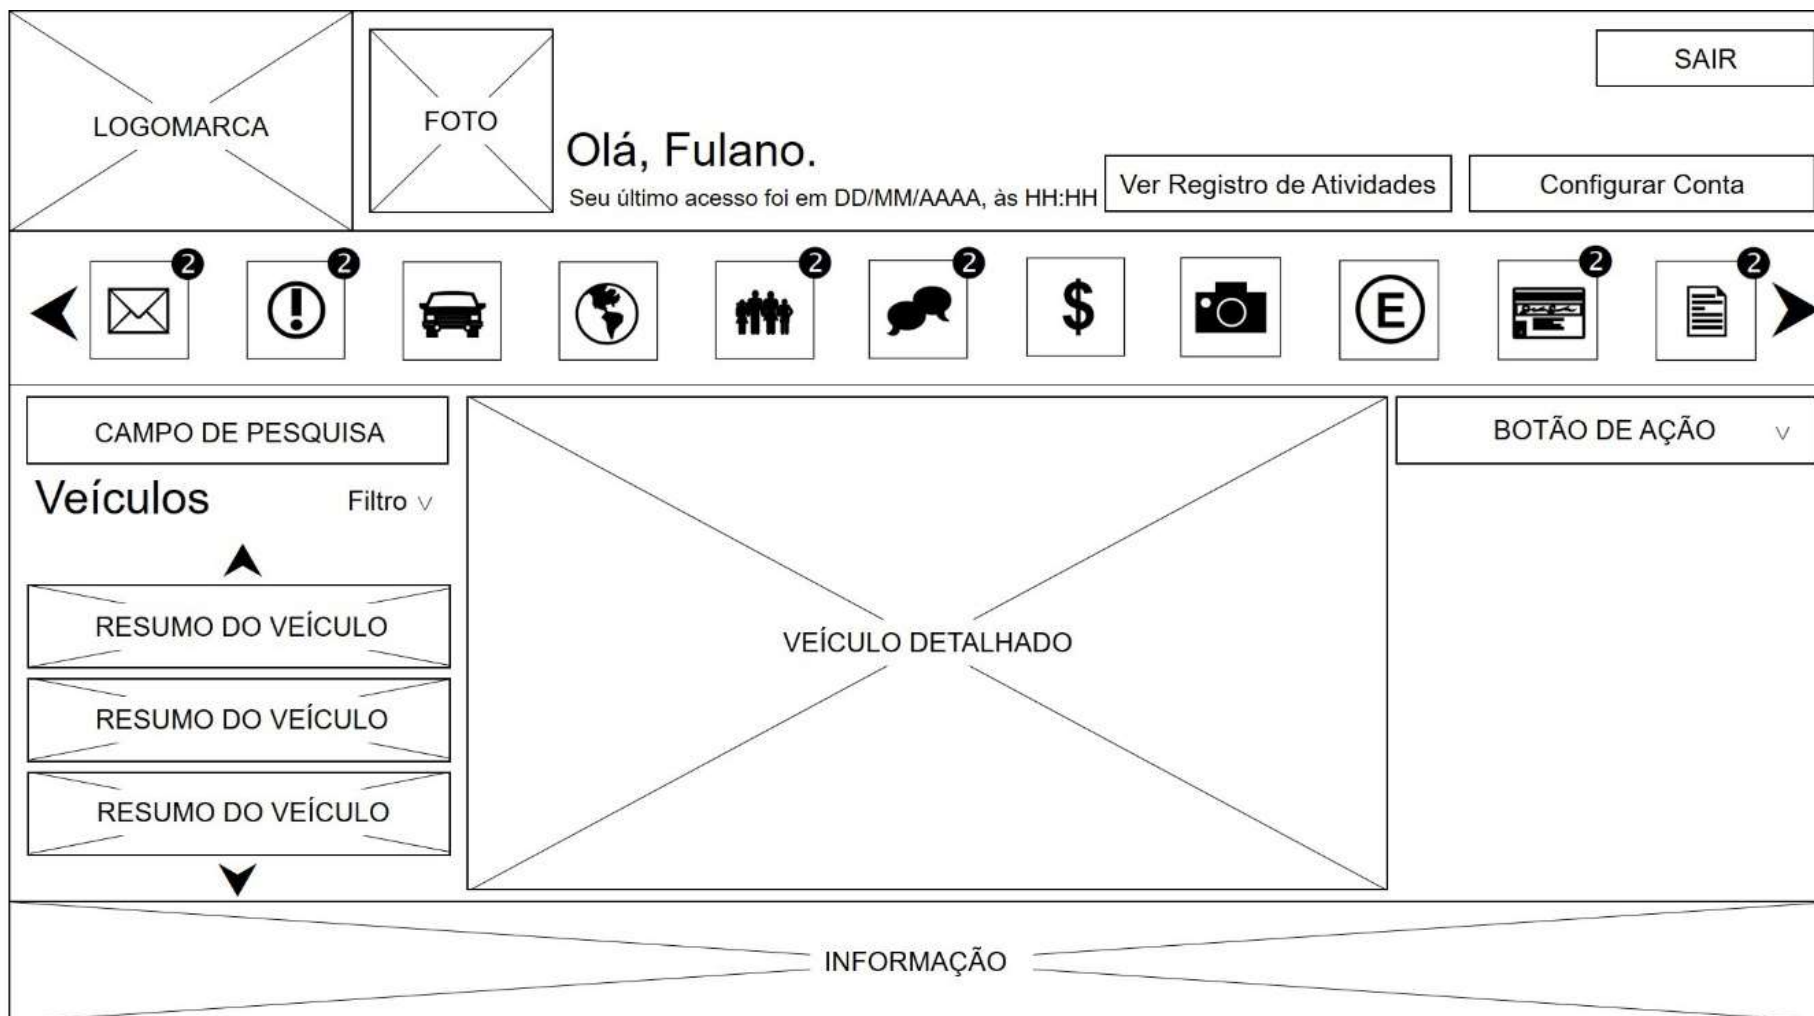 LOGOMARCA
FOTO
Olá, Fulano.
Seu último acesso foi em DD/MM/AAAA, às HH:HH
SAIR
Ver Registro de Atividades
Configurar Conta
2
2
2
2
$
E
2
2
CAMPO DE PESQUISA
Veículos
Filtro
RESUMO DO VEÍCULO
RESUMO DO VEÍCULO
RESUMO DO VEÍCULO
VEÍCULO DETALHADO
BOTÃO DE AÇÃO
INFORMAÇÃO